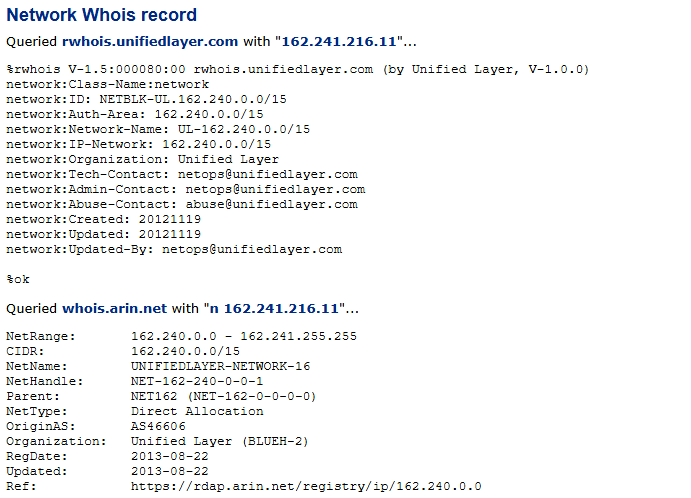 Network Whois record
Queried rwhois.unifiedlayer.com with "162.241.216.11"...
%rwhois V-1.5:000080:00 rwhois.unifiedlayer.com (by Unified Layer, V-1.0.0)
network:Class-Name:network
network:ID: NETBLK-UL.162.240.0.0/15
network:Auth-Area: 162.240.0.0/15
network:Network-Name: UL-162.240.0.0/15
network:IP-Network: 162.240.0.0/15
network:Organization: Unified Layer
network:Tech-Contact: netops@unifiedlayer.com
network:Admin-Contact: netops@unifiedlayer.com
network:Abuse-Contact: abuse@unifiedlayer.com
network:Created: 20121119
network:Updated: 20121119
network:Updated-By: netops@unifiedlayer.com
%ok
Queried whois.arin.net with "n 162.241.216.11"...
NetRange: 162.240.0.0 - 162.241.255.255
CIDR: 162.240.0.0/15
NetName: UNIFIEDLAYER-NETWORK-16
NetHandle: NET-162-240-0-0-1
Parent: NET162 (NET-162-0-0-0-0)
NetType: Direct Allocation
OriginAS: AS46606
Organization: Unified Layer (BLUEH-2)
RegDate: 2013-08-22
Updated: 2013-08-22
Ref: https://rdap.arin.net/registry/ip/162.240.0.0